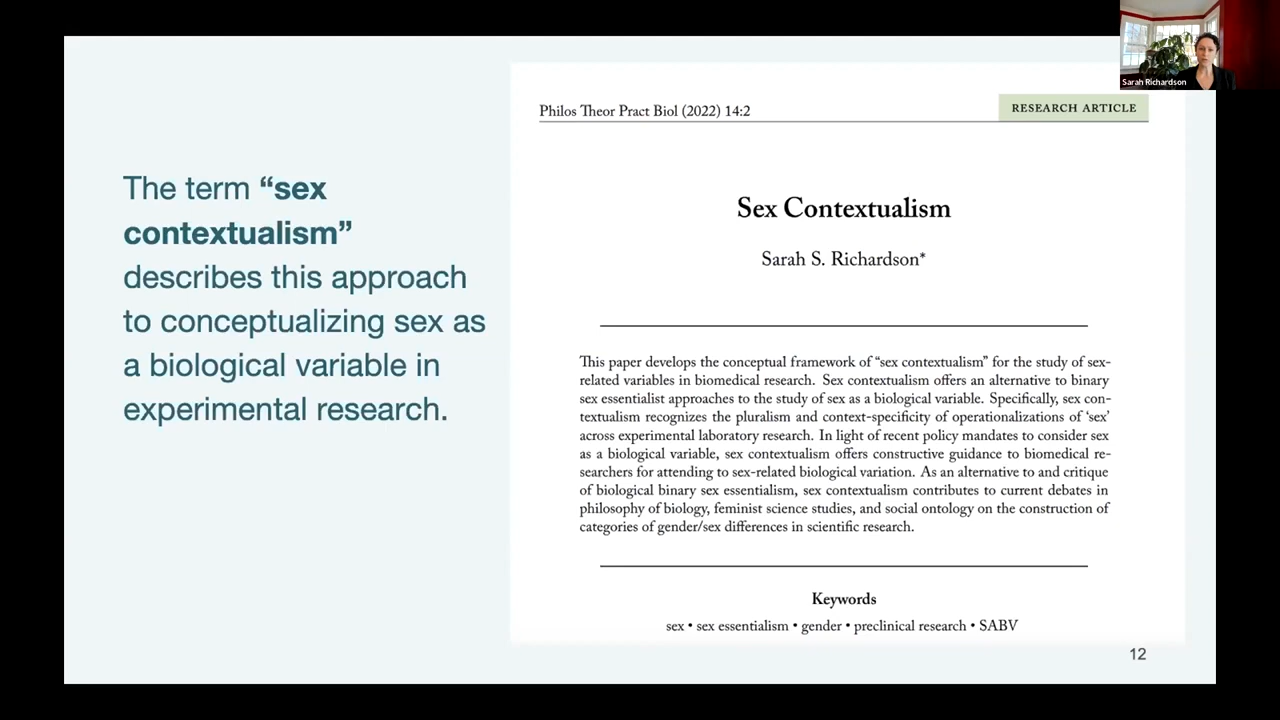 Sarah Richardson
The term “sex
contextualism”
describes this approach
to conceptualizing sex as
a biological variable in
experimental research.
Philos Theor Pract Biol (2022) 14:2
RESEARCH ARTICLE
Sex Contextualism
Sarah S. Richardson*
This paper develops the conceptual framework of “sex contextualism” for the study of sex-
related variables in biomedical research. Sex contextualism offers an alternative to binary
sex essentialist approaches to the study of sex as a biological variable. Specifically, sex con-
textualism recognizes the pluralism and context-specificity of operationalizations of ‘sex’
across experimental laboratory research. In light of recent policy mandates to consider sex
as a biological variable, sex contextualism offers constructive guidance to biomedical re-
searchers for attending to sex-related biological variation. As an alternative to and critique
of biological binary sex essentialism, sex contextualism contributes to current debates in
philosophy of biology, feminist science studies, and social ontology on the construction of
categories of gender/sex differences in scientific research.
Keywords
sex • sex essentialism • gender • preclinical research • SABV
12